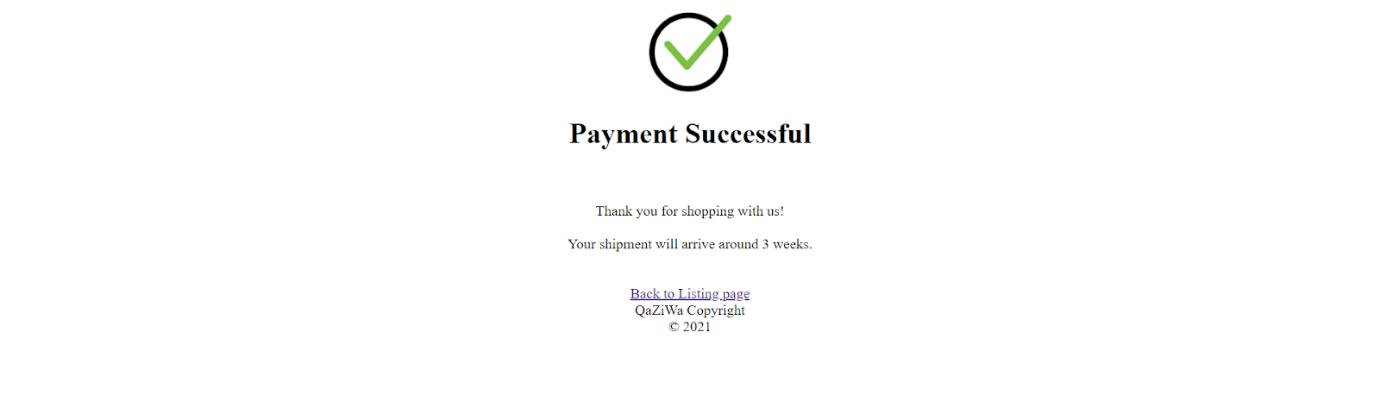 Payment Successful
Thank you for shopping with us!
Your shipment will arrive around 3 weeks.
Back to Listing page
QaZiWa Copyright
© 2021